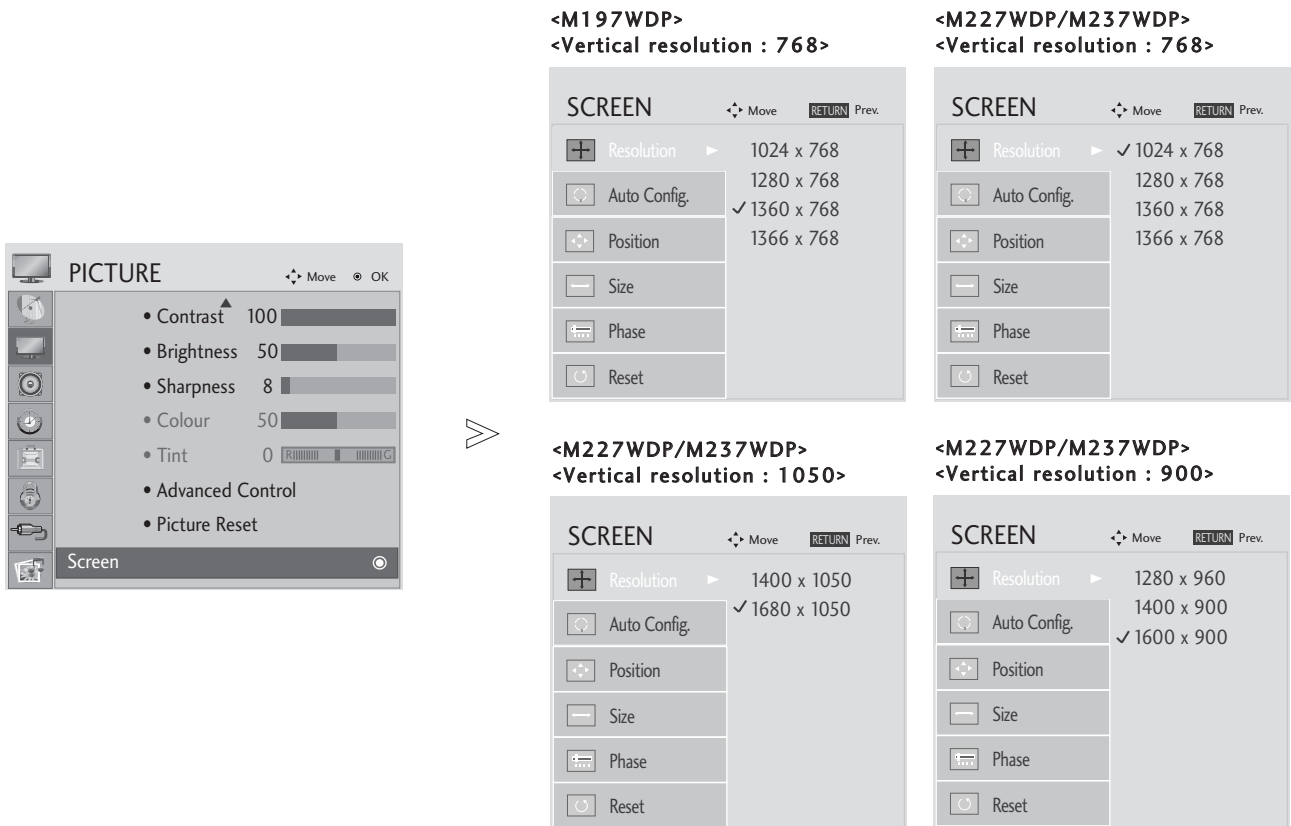 <M197WDP>
<Vertical resolution : 768>
SCREEN
Move RETURN Prev.
Resolution
Auto Config.
Position
Size
Phase
Reset
1024 x 768
1280 x 768
1360 x 768
1366 x 768
<M227WDP/M237WDP>
<Vertical resolution : 768>
SCREEN
Move RETURN Prev.
Resolution
Auto Config.
Position
Size
Phase
Reset
1024 x 768
1280 x 768
1360 x 768
1366 x 768
PICTURE
Move OK
• Contrast 100
• Brightness 50
• Sharpness 8
• Colour 50
• Tint 0 R G
• Advanced Control
• Picture Reset
Screen
<M227WDP/M237WDP>
<Vertical resolution : 1050>
SCREEN
Move RETURN Prev.
Resolution
Auto Config.
Position
Size
Phase
Reset
1400 x 1050
1680 x 1050
<M227WDP/M237WDP>
<Vertical resolution : 900>
SCREEN
Move RETURN Prev.
Resolution
Auto Config.
Position
Size
Phase
Reset
1280 x 960
1400 x 900
1600 x 900